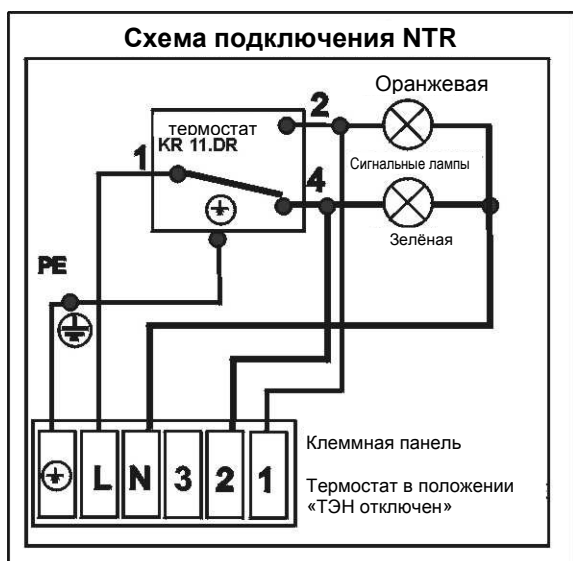 Схема подключения NTR
Оранжевая
2
термостат
KR 11.DR
1
Сигнальные лампы
4
Зелёная
PE
L N 3 2 1
Клеммная панель
Термостат в положении
«ТЭН отключен»